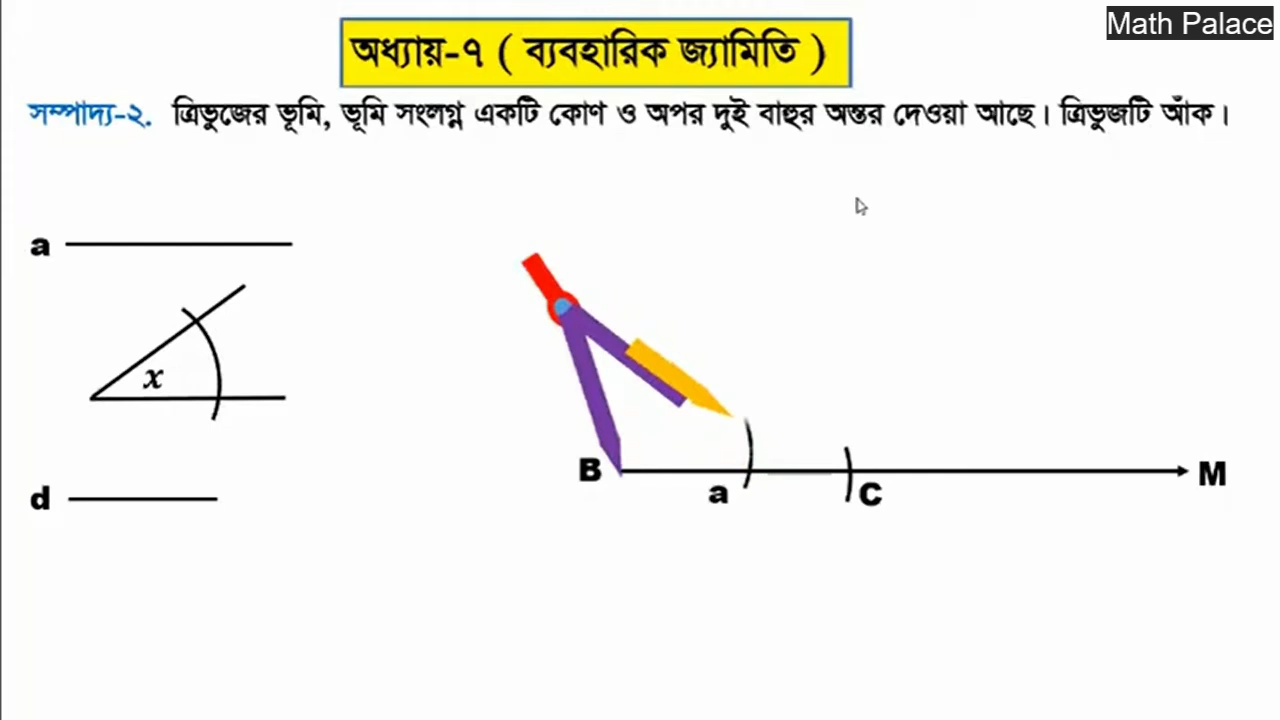 Math Palace
অধ্যায়-৭ ( ব্যবহারিক জ্যামিতি )
সম্পাদ্য-২. ত্রিভুজের ভূমি, ভূমি সংলগ্ন একটি কোণ ও অপর দুই বাহুর অন্তর দেওয়া আছে। ত্রিভুজটি আঁক।
a
x
d
B
a
C
M